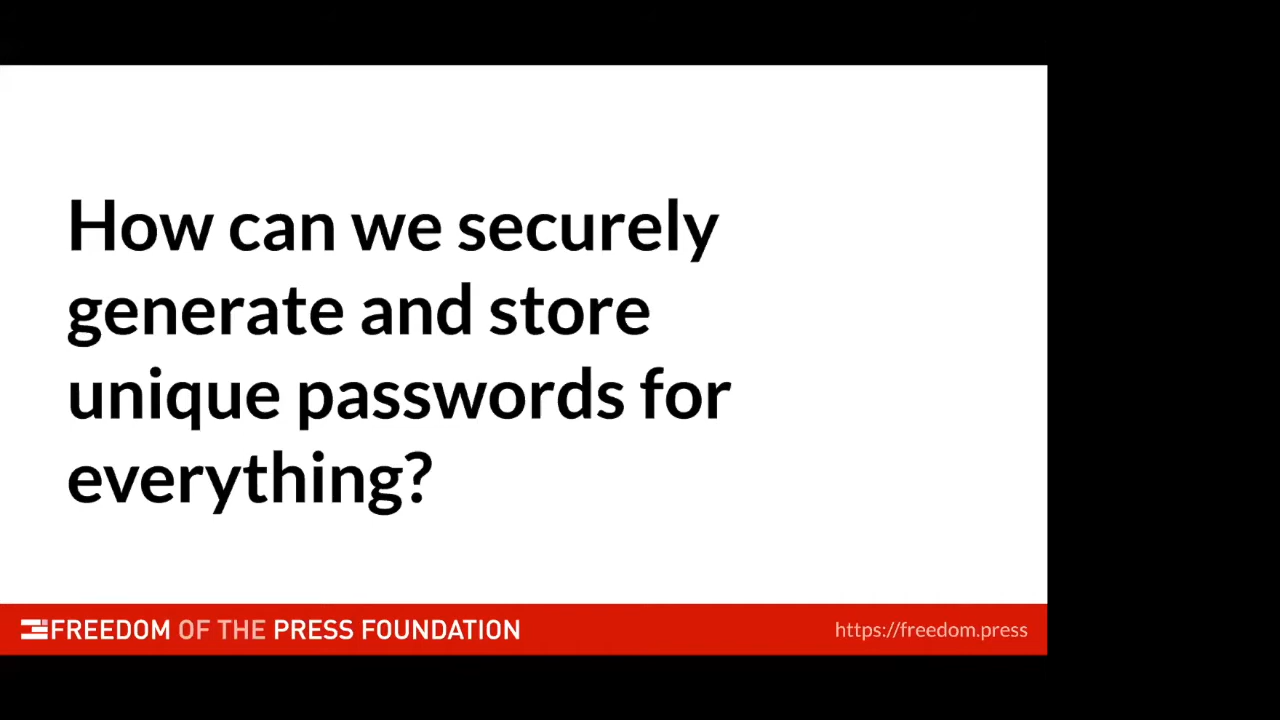 How can we securely
generate and store
unique passwords for
everything?
FREEDOM OF THE PRESS FOUNDATION
https://freedom.press